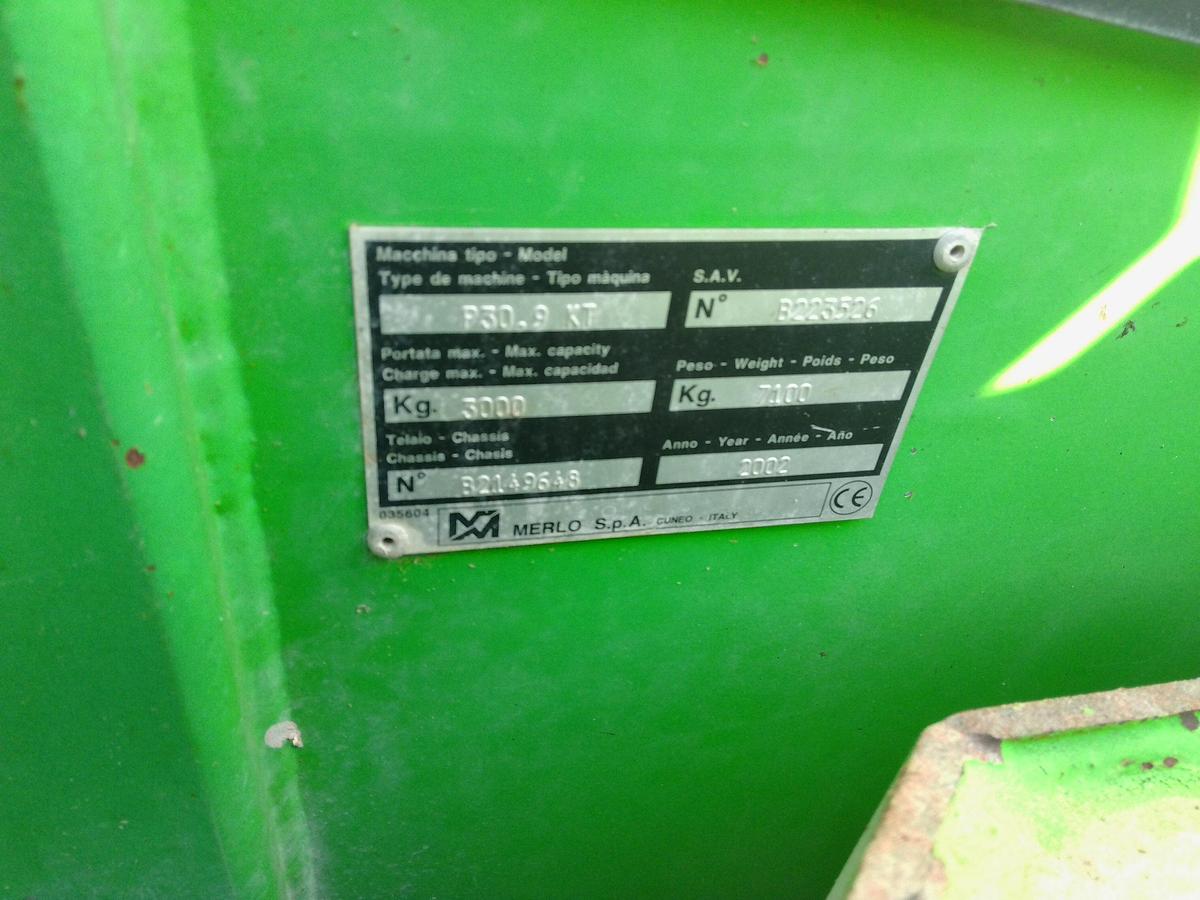 Macchina tipo - Model
Type de machine - Tipo màquina
P30.9 KT
S.A.V.
N° B223526
Portata max. - Max. capacity
Charge max. - Max. capacidad
Kg. 3000
Peso - Weight - Poids - Peso
Kg. 7100
Telaio - Chassis
Chassis - Chasis
N° B2149648
Anno - Year - Année - Año
2002
035604
MERLO S.p.A. CUNEO - ITALY
CE